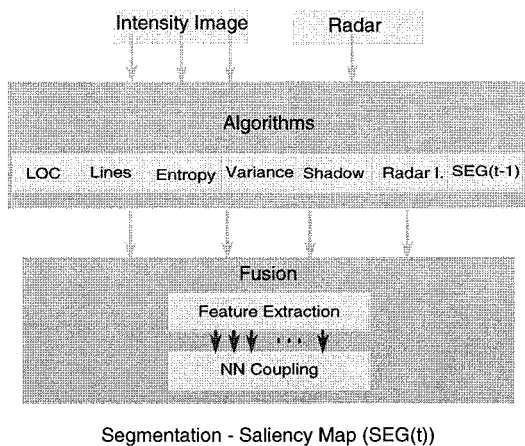 Intensity Image Radar
Algorithms
LOC Lines Entropy Variance Shadow Radar I. SEG(t-1)
Fusion
Feature Extraction
...
NN Coupling
Segmentation - Saliency Map (SEG(t))